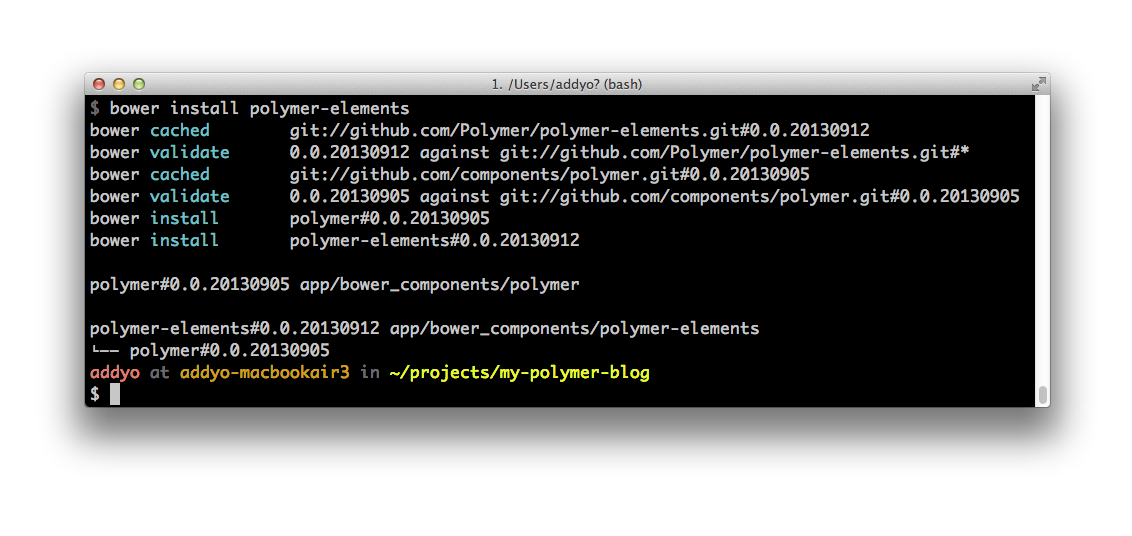 1. /Users/addyo? (bash)
$ bower install polymer-elements
bower cached        git://github.com/Polymer/polymer-elements.git#0.0.20130912
bower validate      0.0.20130912 against git://github.com/Polymer/polymer-elements.git#*
bower cached        git://github.com/components/polymer.git#0.0.20130905
bower validate      0.0.20130905 against git://github.com/components/polymer.git#0.0.20130905
bower install       polymer#0.0.20130905
bower install       polymer-elements#0.0.20130912
polymer#0.0.20130905 app/bower_components/polymer
polymer-elements#0.0.20130912 app/bower_components/polymer-elements
└── polymer#0.0.20130905
addyo at addyo-macbookair3 in ~/projects/my-polymer-blog
$